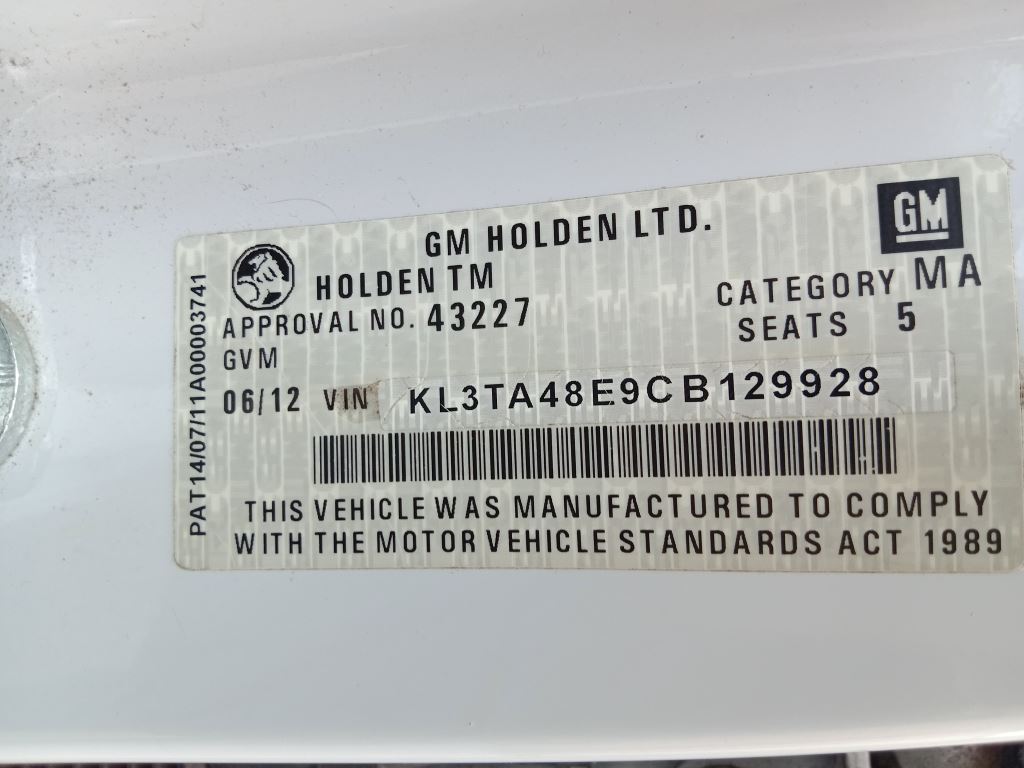 GM HOLDEN LTD.
GM
HOLDEN TM
CATEGORY MA
APPROVAL NO. 43227
SEATS 5
GVM
06/12 VIN KL3TA48E9CB129928
THIS VEHICLE WAS MANUFACTURED TO COMPLY
WITH THE MOTOR VEHICLE STANDARDS ACT 1989
PAT14/07/11A00003741